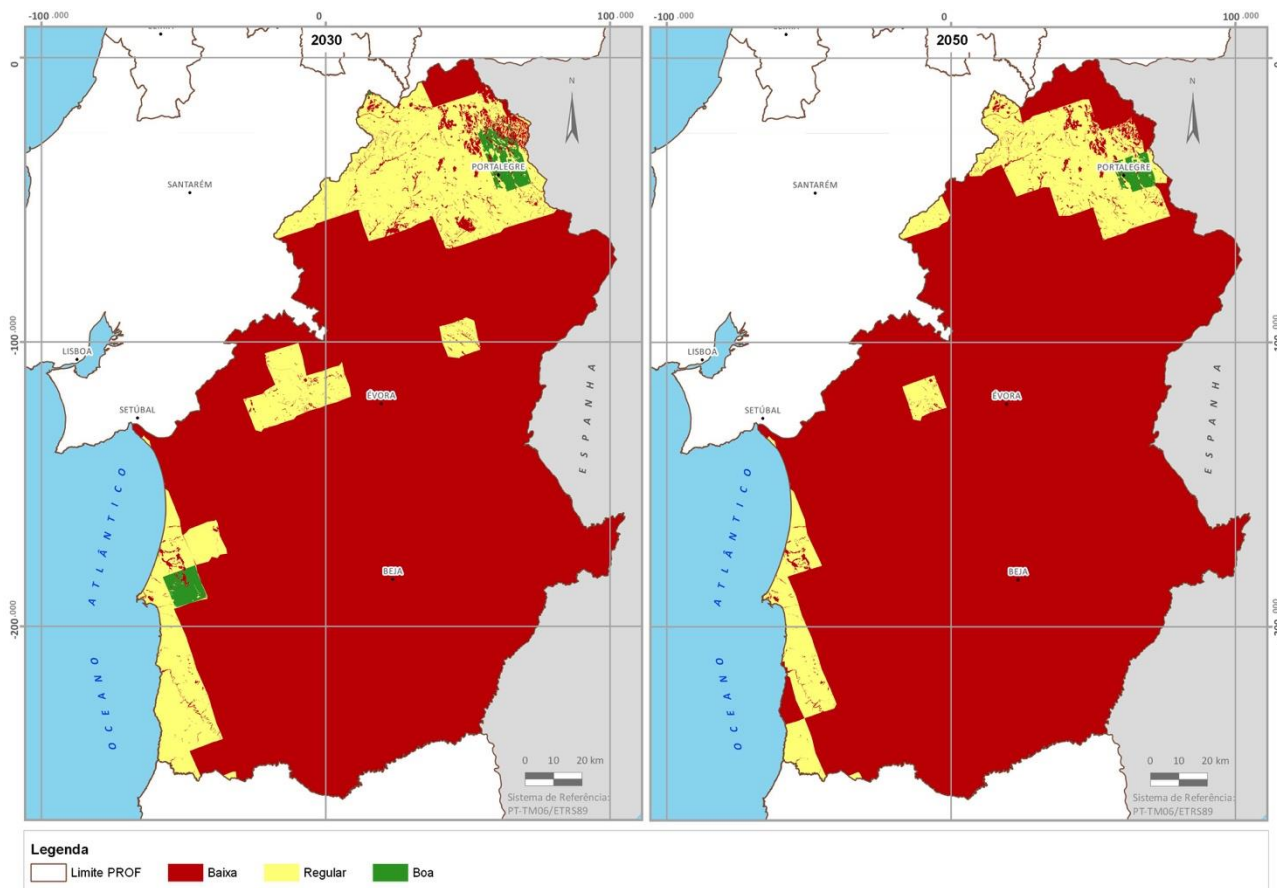 -100.000
0
100.000
2030
0
N
PORTALEGRE
SANTARÉM
-100.000
LISBOA
SETÚBAL
ÉVORA
ESPANHA
OCEANO ATLÂNTICO
BEJA
-200.000
0 10 20 km
Sistema de Referência:
PT-TM06/ETRS89
-100.000
0
100.000
2050
0
N
PORTALEGRE
SANTARÉM
LISBOA
SETÚBAL
ÉVORA
ESPANHA
OCEANO ATLÂNTICO
BEJA
0 10 20 km
Sistema de Referência:
PT-TM06/ETRS89
Legenda
Limite PROF Baixa Regular Boa